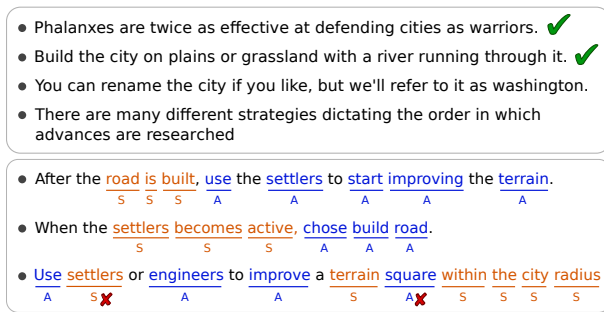 Phalanxes are twice as effective at defending cities as warriors.
Build the city on plains or grassland with a river running through it.
You can rename the city if you like, but we'll refer to it as washington.
There are many different strategies dictating the order in which
advances are researched
After the road is built, use the settlers to start improving the terrain.
S S S A A A A A
When the settlers becomes active, chose build road.
S S S A A A
Use settlers or engineers to improve a terrain square within the city radius
A S A A S A S S S S